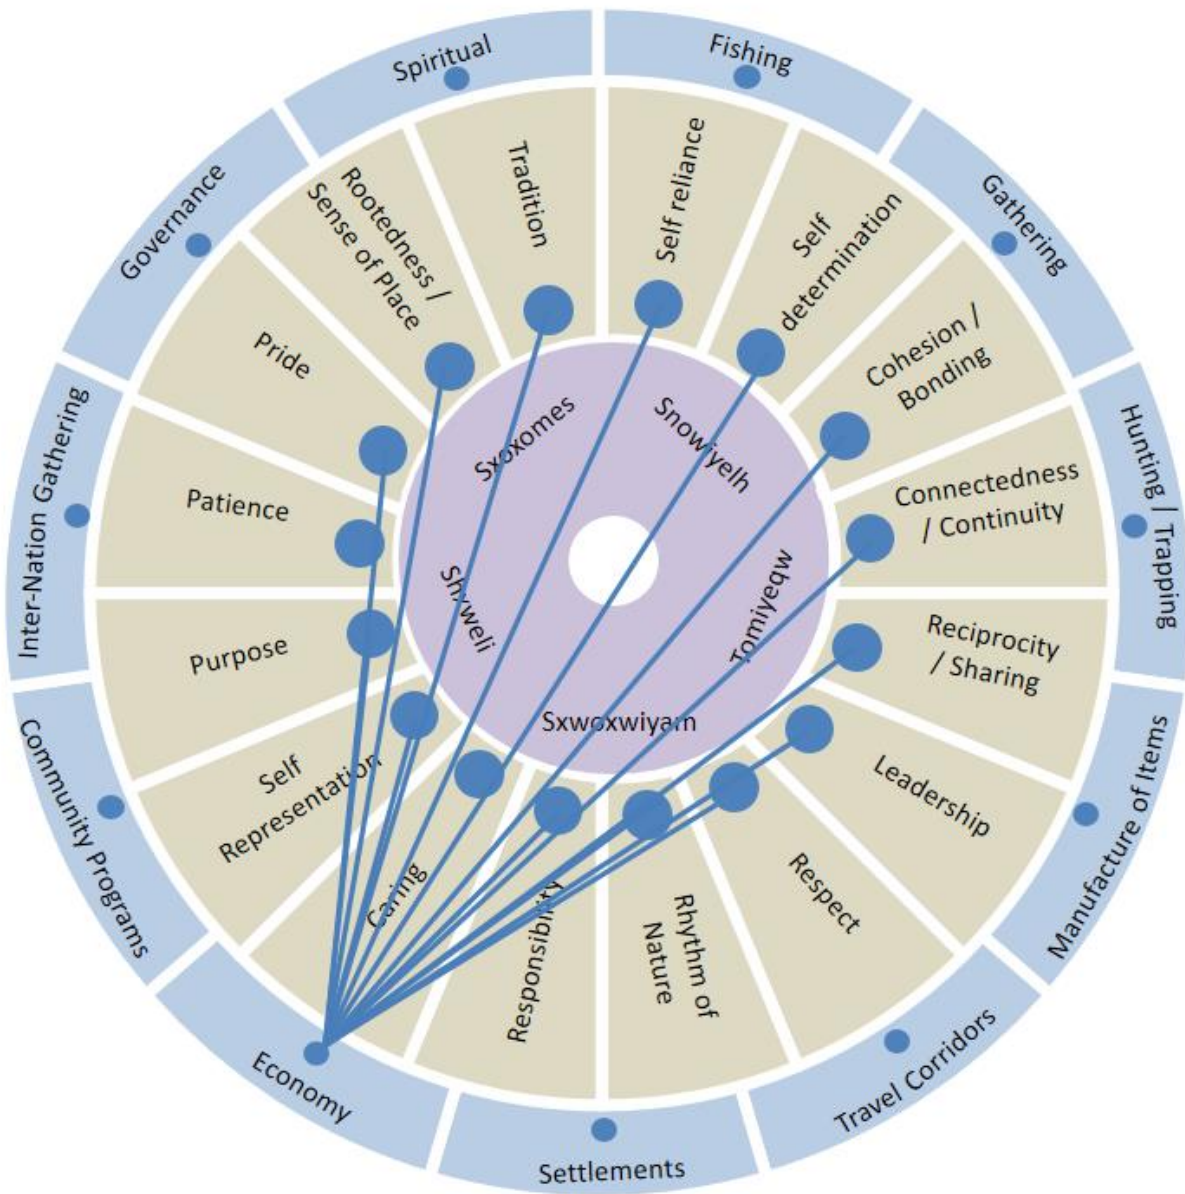 Spiritual
Fishing
Gathering
Hunting / Trapping
Manufacture of Items
Travel Corridors
Settlements
Economy
Community Programs
Inter-Nation Gathering
Governance
Tradition
Self reliance
Self
determination
Cohesion /
Bonding
Connectedness
/ Continuity
Reciprocity
/ Sharing
Leadership
Respect
Rhythm of
Nature
Responsibility
Caring
Self
Representation
Purpose
Patience
Pride
Rootedness /
Sense of Place
Sxoxomes
Snowiyelh
Tomiyeqw
Sxwoxwiyam
Shxweli